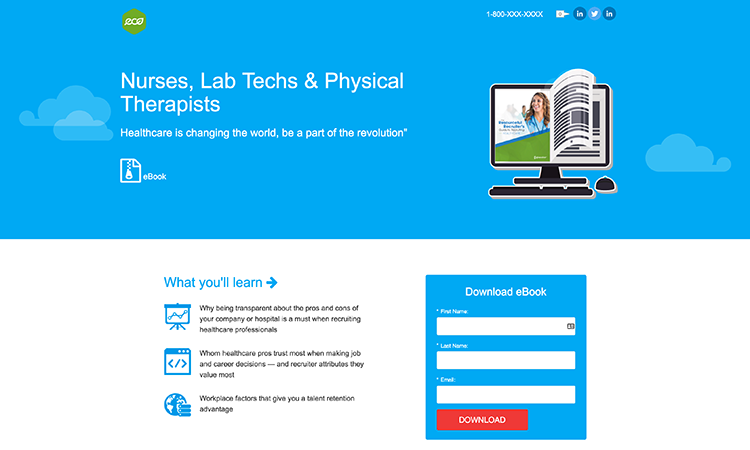 eco
1-800-XXX-XXXX
Nurses, Lab Techs & Physical
Therapists
Healthcare is changing the world, be a part of the revolution"
eBook
What you'll learn
Why being transparent about the pros and cons of
your company or hospital is a must when recruiting
healthcare professionals
Whom healthcare pros trust most when making job
and career decisions — and recruiter attributes they
value most
Workplace factors that give you a talent retention
advantage
Download eBook
* First Name:
* Last Name:
* Email:
DOWNLOAD